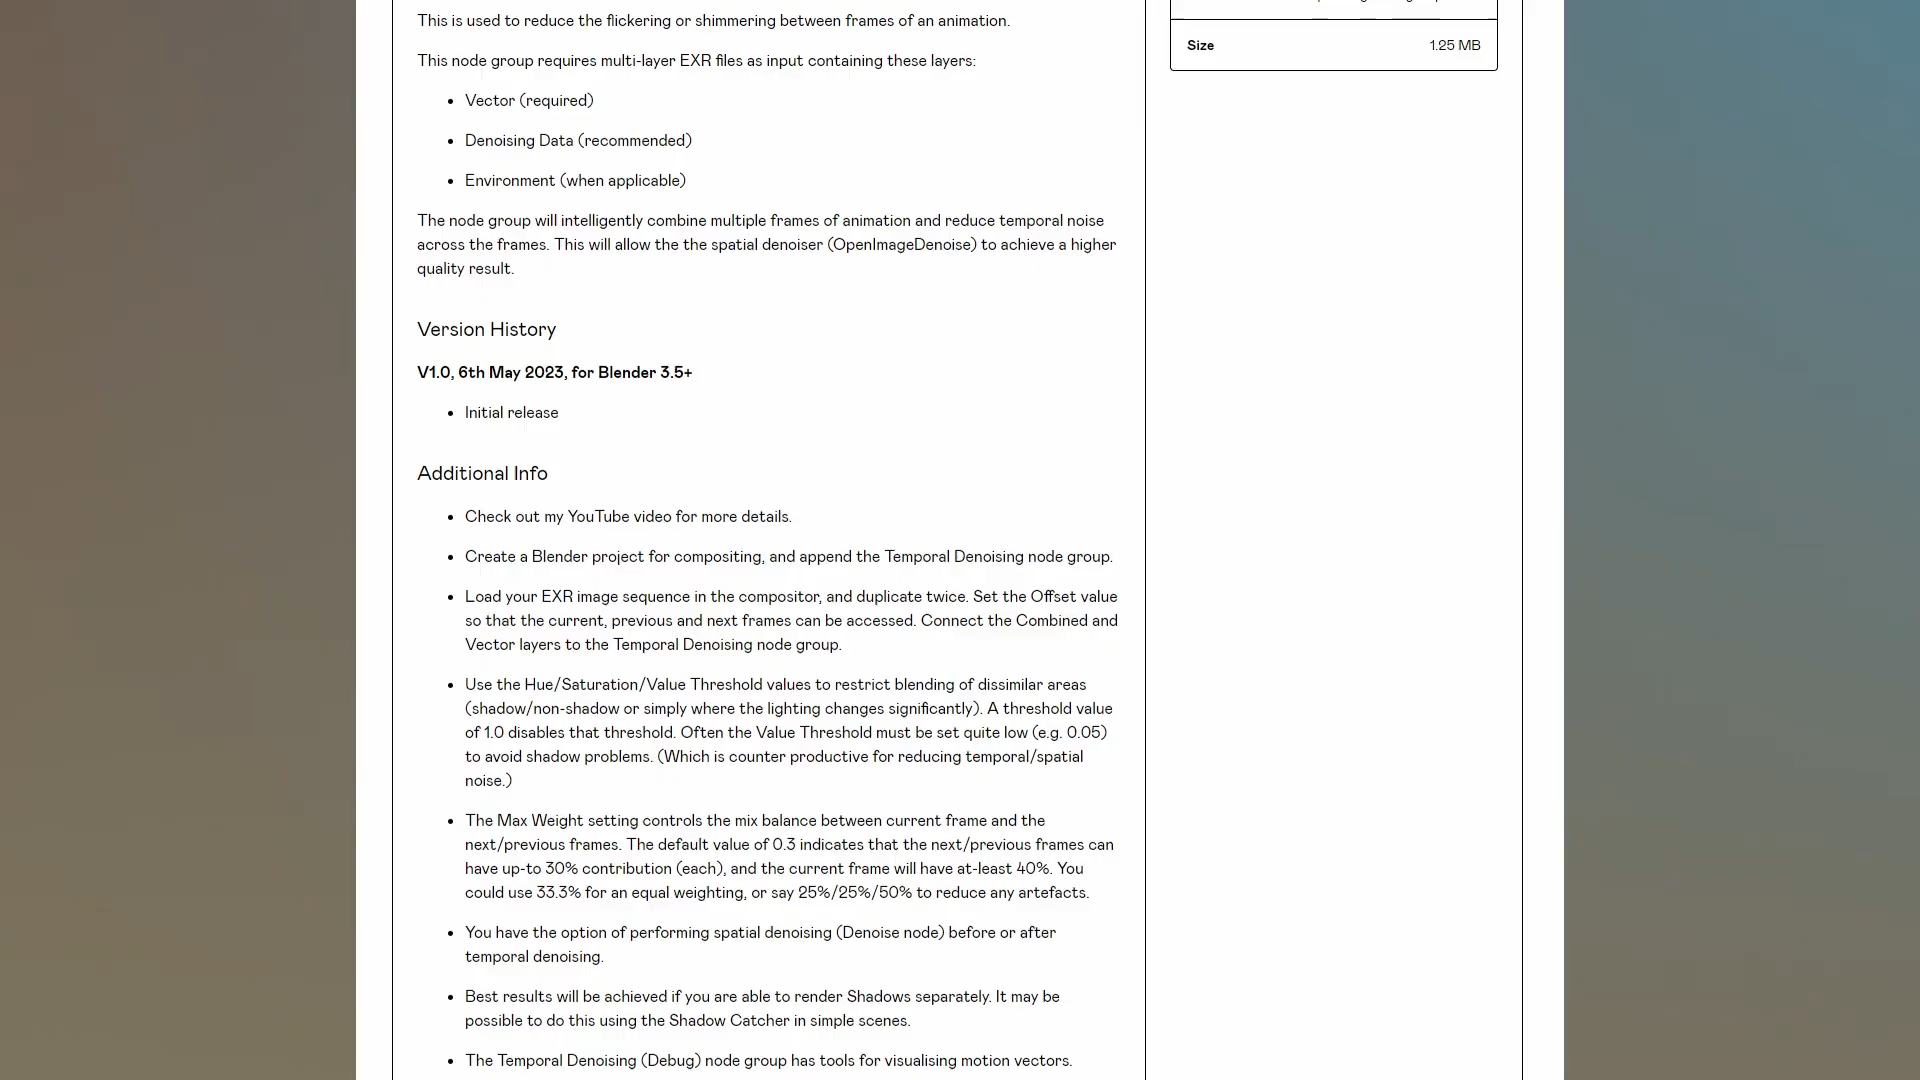 This is used to reduce the flickering or shimmering between frames of an animation.
This node group requires multi-layer EXR files as input containing these layers:
• Vector (required)
• Denoising Data (recommended)
• Environment (when applicable)
The node group will intelligently combine multiple frames of animation and reduce temporal noise
across the frames. This will allow the the spatial denoiser (OpenImageDenoise) to achieve a higher
quality result.
Version History
V1.0, 6th May 2023, for Blender 3.5+
• Initial release
Additional Info
• Check out my YouTube video for more details.
• Create a Blender project for compositing, and append the Temporal Denoising node group.
• Load your EXR image sequence in the compositor, and duplicate twice. Set the Offset value
so that the current, previous and next frames can be accessed. Connect the Combined and
Vector layers to the Temporal Denoising node group.
• Use the Hue/Saturation/Value Threshold values to restrict blending of dissimilar areas
(shadow/non-shadow or simply where the lighting changes significantly). A threshold value
of 1.0 disables that threshold. Often the Value Threshold must be set quite low (e.g. 0.05)
to avoid shadow problems. (Which is counter productive for reducing temporal/spatial
noise.)
• The Max Weight setting controls the mix balance between current frame and the
next/previous frames. The default value of 0.3 indicates that the next/previous frames can
have up-to 30% contribution (each), and the current frame will have at-least 40%. You
could use 33.3% for an equal weighting, or say 25%/25%/50% to reduce any artefacts.
• You have the option of performing spatial denoising (Denoise node) before or after
temporal denoising.
• Best results will be achieved if you are able to render Shadows separately. It may be
possible to do this using the Shadow Catcher in simple scenes.
• The Temporal Denoising (Debug) node group has tools for visualising motion vectors.
Size 1.25 MB